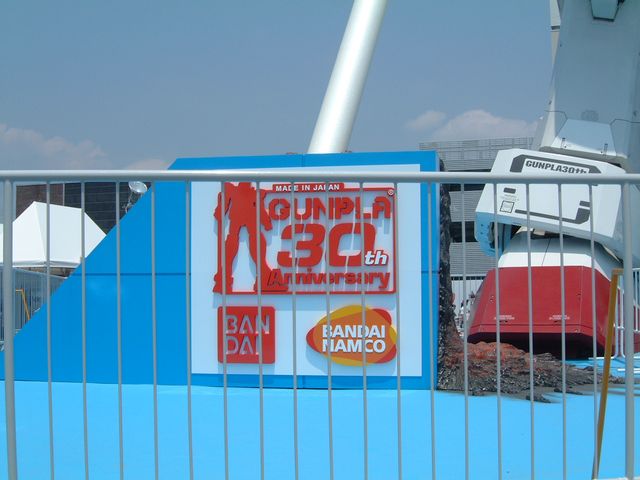 MADE IN JAPAN
GUNPLA
30th
Anniversary
BAN
DAI
BANDAI
NAMCO
GUNPLA30th